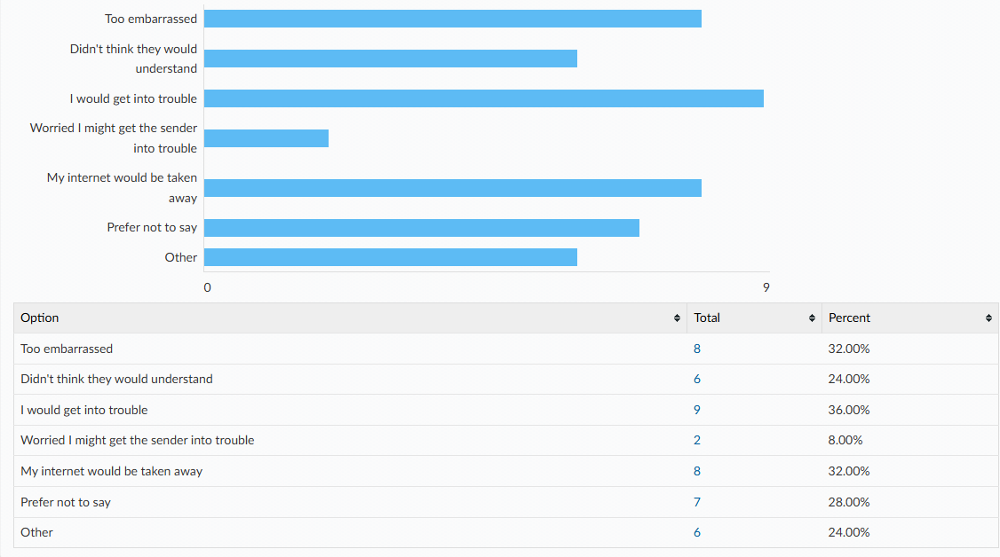 Too embarrassed
Didn't think they would
understand
I would get into trouble
Worried I might get the sender
into trouble
My internet would be taken
away
Prefer not to say
Other
0 9
Option Total Percent
Too embarrassed 8 32.00%
Didn't think they would understand 6 24.00%
I would get into trouble 9 36.00%
Worried I might get the sender into trouble 2 8.00%
My internet would be taken away 8 32.00%
Prefer not to say 7 28.00%
Other 6 24.00%